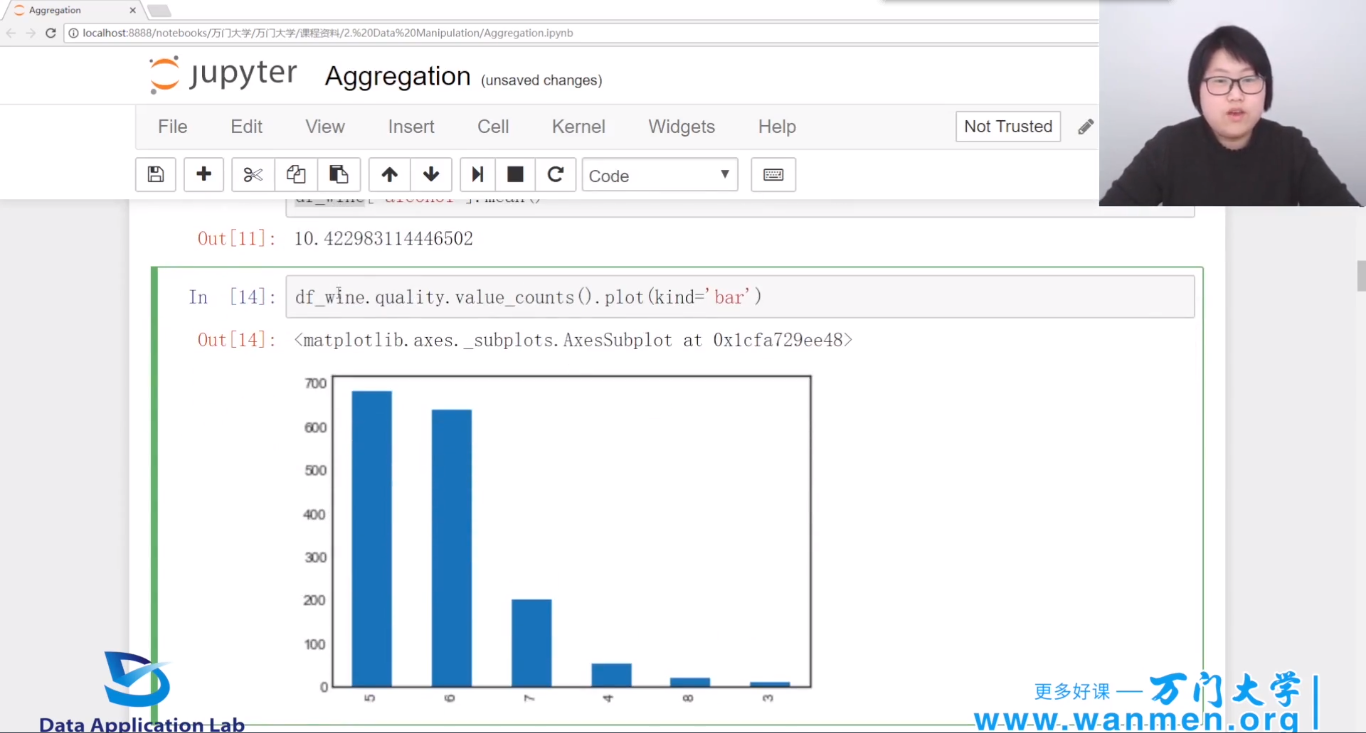 Aggregation
localhost:8888/notebooks/万门大学/万门大学/课程资料/2.%20Data%20Manipulation/Aggregation.ipynb
jupyter Aggregation (unsaved changes)
File Edit View Insert Cell Kernel Widgets Help Not Trusted
Code
df_wine['alcohol'].mean()
Out[11]: 10.422983114446502
In [14]: df_wine.quality.value_counts().plot(kind='bar')
Out[14]: <matplotlib.axes._subplots.AxesSubplot at 0x1cfa729ee48>
700
600
500
400
300
200
100
0
5 6 7 4 8 3
Data Application Lab
更多好课 — 万门大学
www.wanmen.org